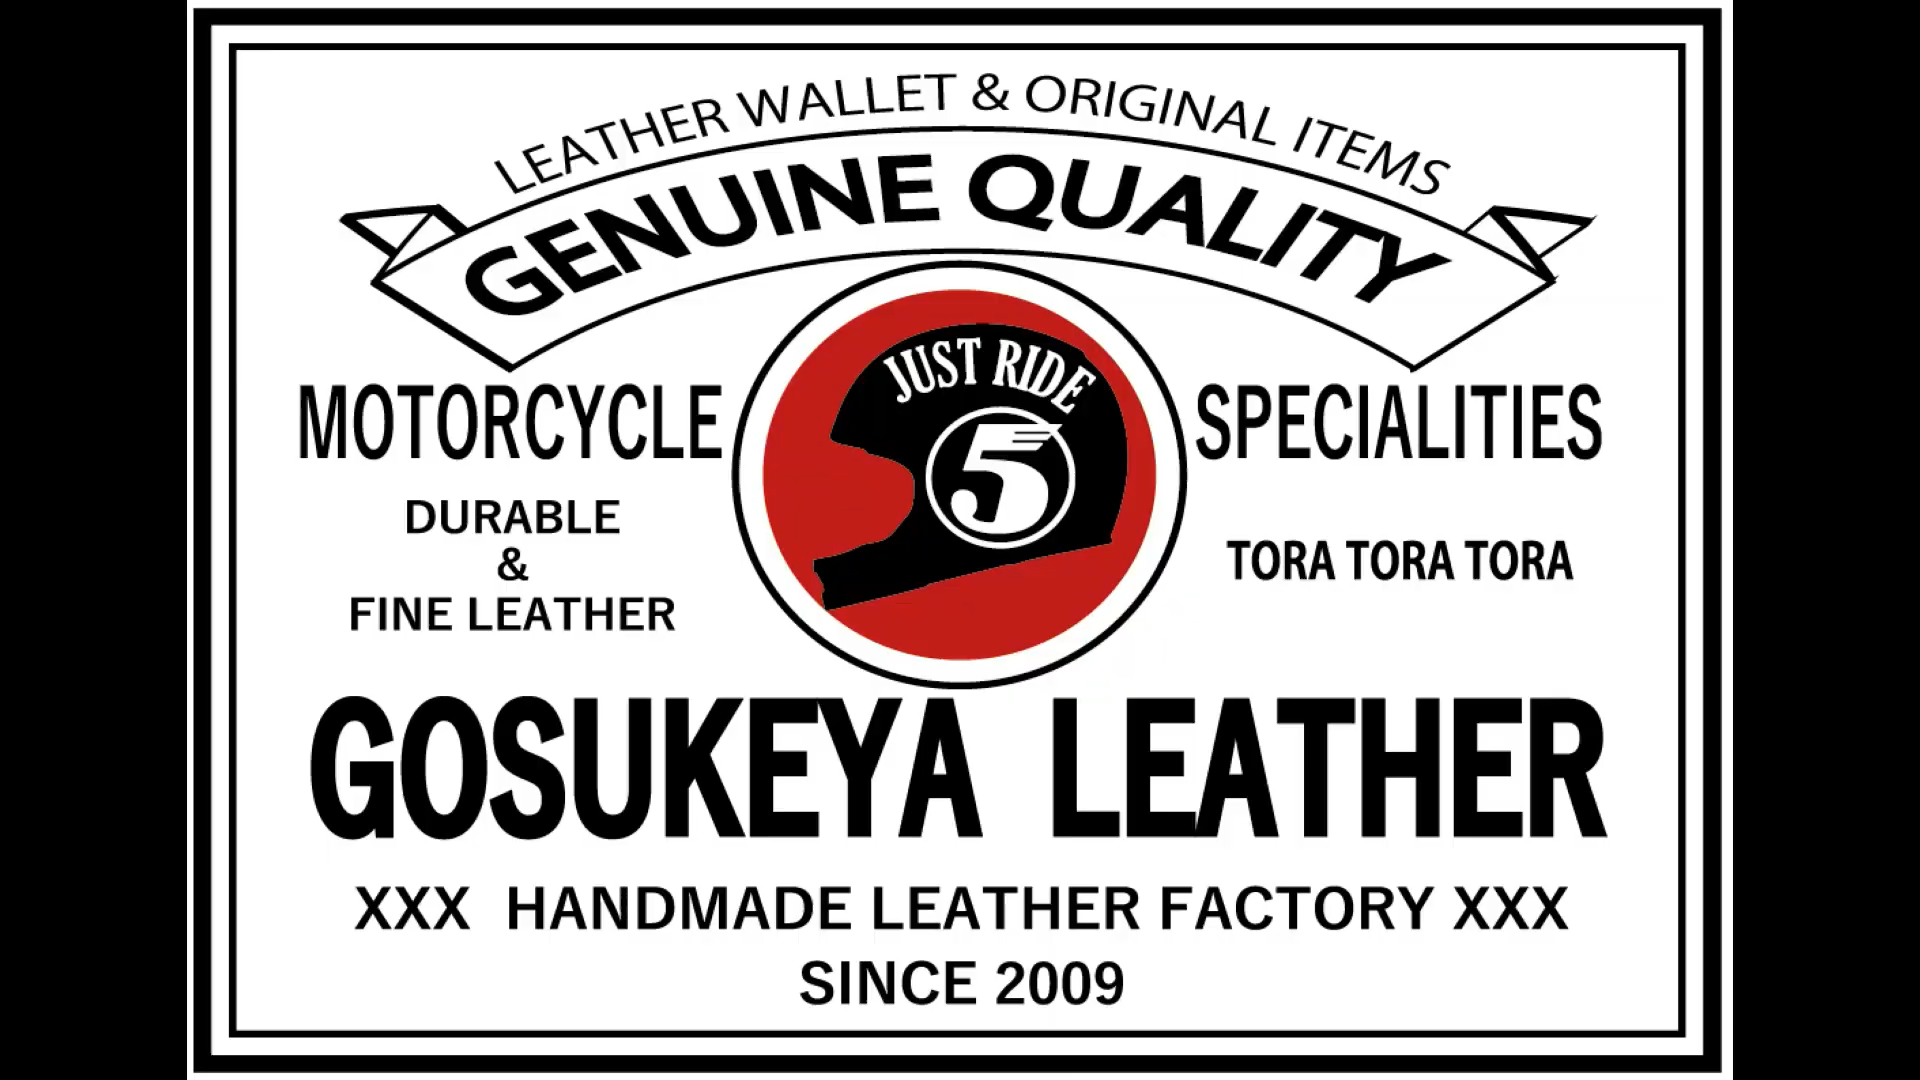 LEATHER WALLET & ORIGINAL ITEMS
GENUINE QUALITY
JUST RIDE
5
MOTORCYCLE
SPECIALITIES
DURABLE
&
FINE LEATHER
TORA TORA TORA
GOSUKEYA LEATHER
XXX HANDMADE LEATHER FACTORY XXX
SINCE 2009